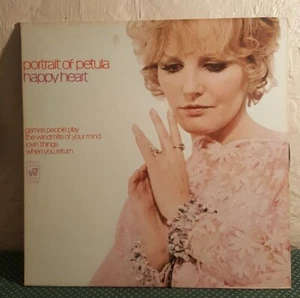 portrait of petula
happy heart
games people play
the windmills of your mind
lovin' things
when you return